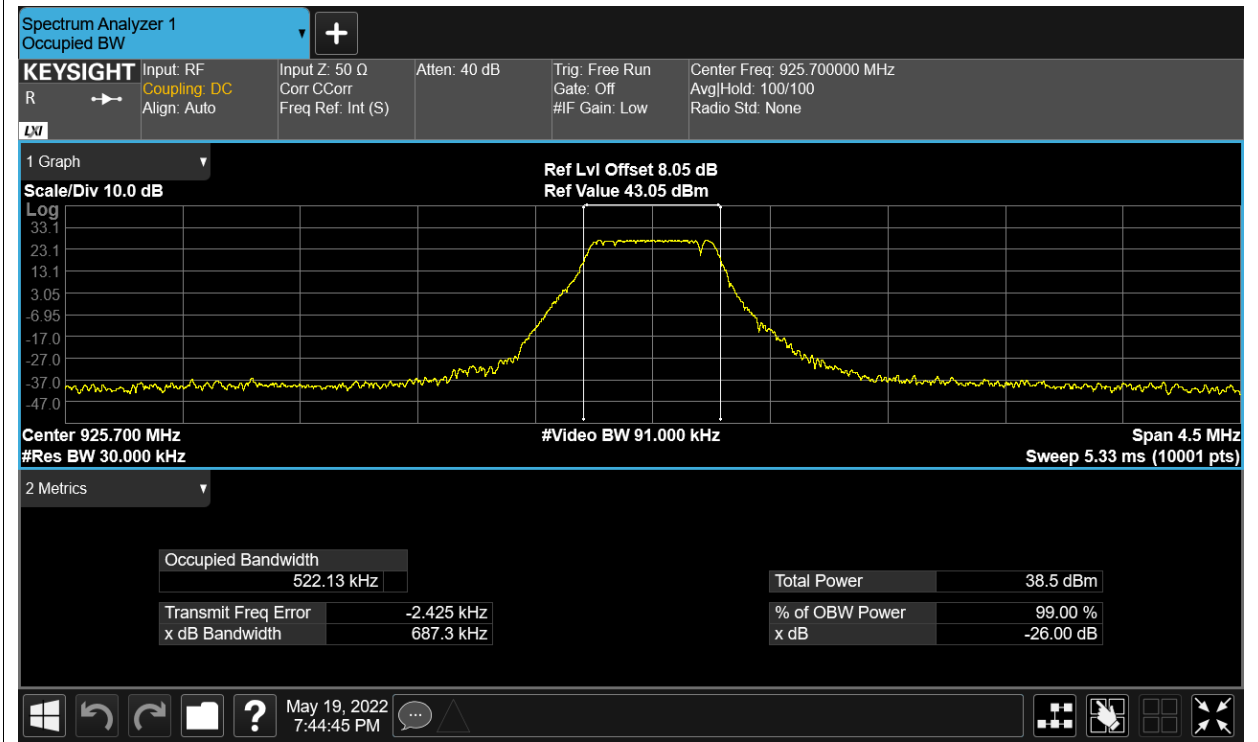 Spectrum Analyzer 1
Occupied BW
KEYSIGHT
R
LXI
Input: RF
Coupling: DC
Align: Auto
Input Z: 50 Ω
Corr CCorr
Freq Ref: Int (S)
Atten: 40 dB
Trig: Free Run
Gate: Off
#IF Gain: Low
Center Freq: 925.700000 MHz
Avg|Hold: 100/100
Radio Std: None
1 Graph
Scale/Div 10.0 dB
Ref Lvl Offset 8.05 dB
Ref Value 43.05 dBm
Log
33.1
23.1
13.1
3.05
-6.95
-17.0
-27.0
-37.0
-47.0
Center 925.700 MHz
#Video BW 91.000 kHz
Span 4.5 MHz
#Res BW 30.000 kHz
Sweep 5.33 ms (10001 pts)
2 Metrics
Occupied Bandwidth
522.13 kHz
Transmit Freq Error -2.425 kHz
x dB Bandwidth 687.3 kHz
Total Power 38.5 dBm
% of OBW Power 99.00 %
x dB -26.00 dB
?
May 19, 2022
7:44:45 PM